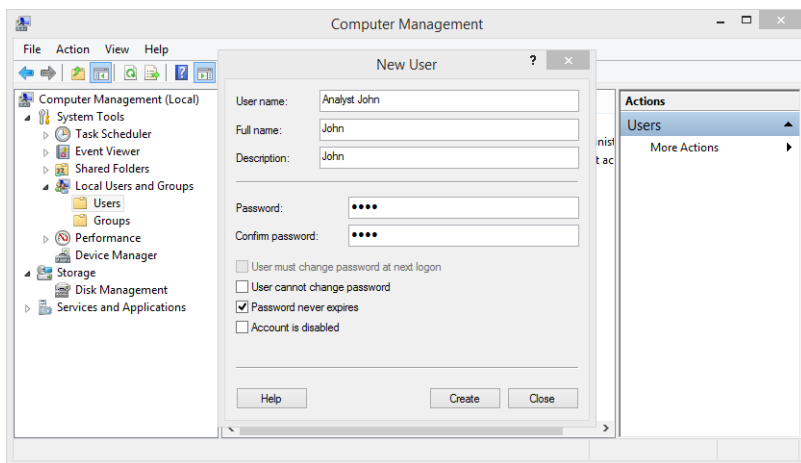 Computer Management
File Action View Help
New User
?
Computer Management (Local)
System Tools
Task Scheduler
Event Viewer
Shared Folders
Local Users and Groups
Users
Groups
Performance
Device Manager
Storage
Disk Management
Services and Applications
User name: Analyst John
Full name: John
Description: John
Password: ••••
Confirm password: ••••
User must change password at next logon
User cannot change password
Password never expires
Account is disabled
Help Create Close
Actions
Users
More Actions